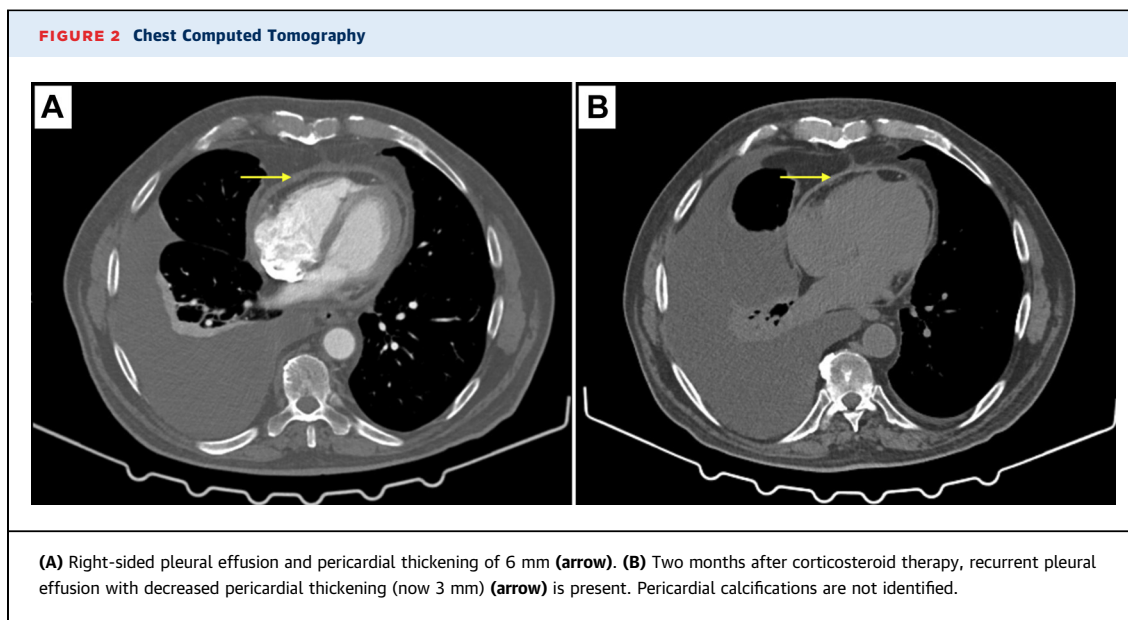 FIGURE 2 Chest Computed Tomography
A
B
(A) Right-sided pleural effusion and pericardial thickening of 6 mm (arrow). (B) Two months after corticosteroid therapy, recurrent pleural
effusion with decreased pericardial thickening (now 3 mm) (arrow) is present. Pericardial calcifications are not identified.